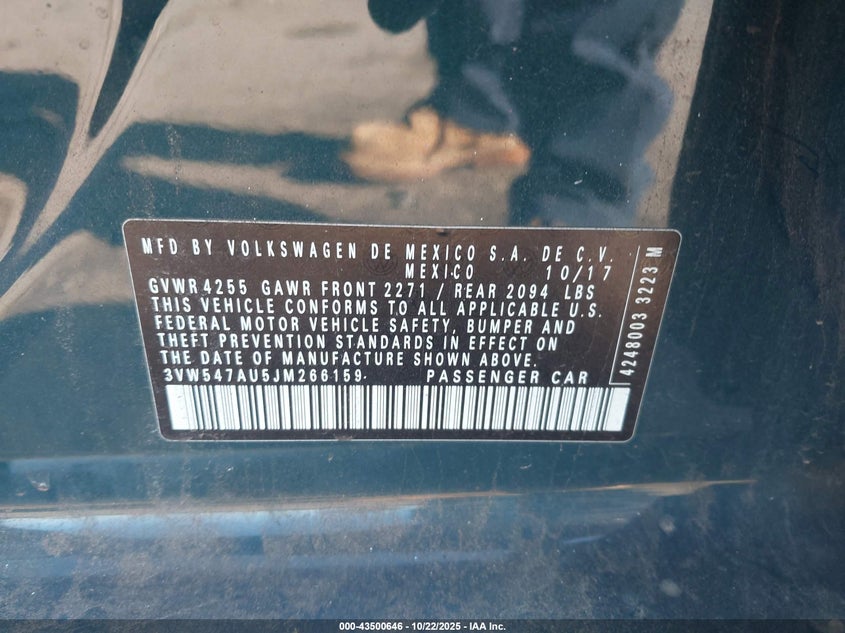 MFD BY VOLKSWAGEN DE MEXICO S.A. DE C.V.
MEXICO 10/17
GVWR 4255 GAWR FRONT 2271 / REAR 2094 LBS
THIS VEHICLE CONFORMS TO ALL APPLICABLE U.S.
FEDERAL MOTOR VEHICLE SAFETY, BUMPER AND
THEFT PREVENTION STANDARDS IN EFFECT ON
THE DATE OF MANUFACTURE SHOWN ABOVE.
3VW547AU5JM266159 PASSENGER CAR
4248003 3223 M
000-43500646 - 10/22/2025 - IAA Inc.